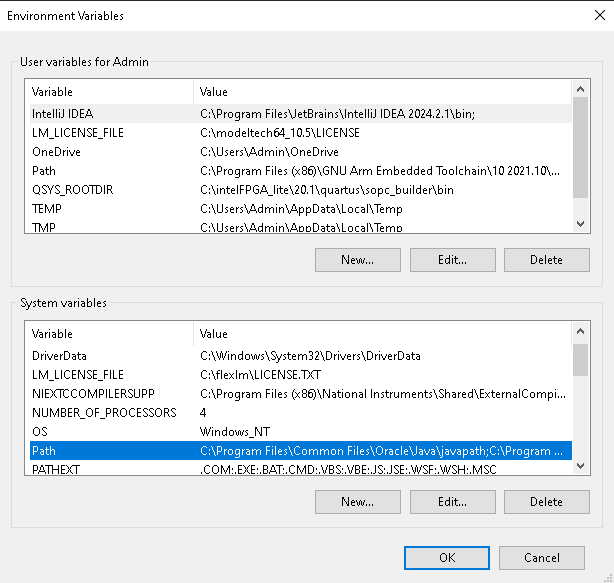 Environment Variables
User variables for Admin
Variable Value
IntelliJ IDEA C:\Program Files\JetBrains\IntelliJ IDEA 2024.2.1\bin;
LM_LICENSE_FILE C:\modeltech64_10.5\LICENSE
OneDrive C:\Users\Admin\OneDrive
Path C:\Program Files (x86)\GNU Arm Embedded Toolchain\10 2021.10\...
QSYS_ROOTDIR C:\intelFPGA_lite\20.1\quartus\sopc_builder\bin
TEMP C:\Users\Admin\AppData\Local\Temp
TMP C:\Users\Admin\AppData\Local\Temp
New... Edit... Delete
System variables
Variable Value
DriverData C:\Windows\System32\Drivers\DriverData
LM_LICENSE_FILE C:\flexlm\LICENSE.TXT
NIEXTCCOMPILERSUPP C:\Program Files (x86)\National Instruments\Shared\ExternalCompi...
NUMBER_OF_PROCESSORS 4
OS Windows_NT
Path C:\Program Files\Common Files\Oracle\Java\javapath;C:\Program ...
PATHEXT .COM;.EXE;.BAT;.CMD;.VBS;.VBE;.JS;.JSE;.WSF;.WSH;.MSC
New... Edit... Delete
OK Cancel